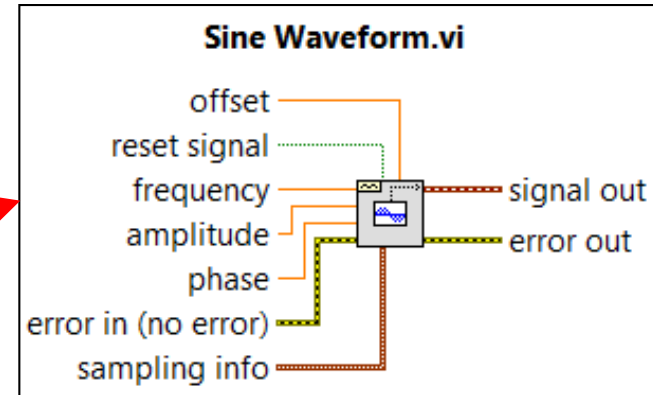 Sine Waveform.vi
offset
reset signal
frequency
amplitude
phase
error in (no error)
sampling info
signal out
error out